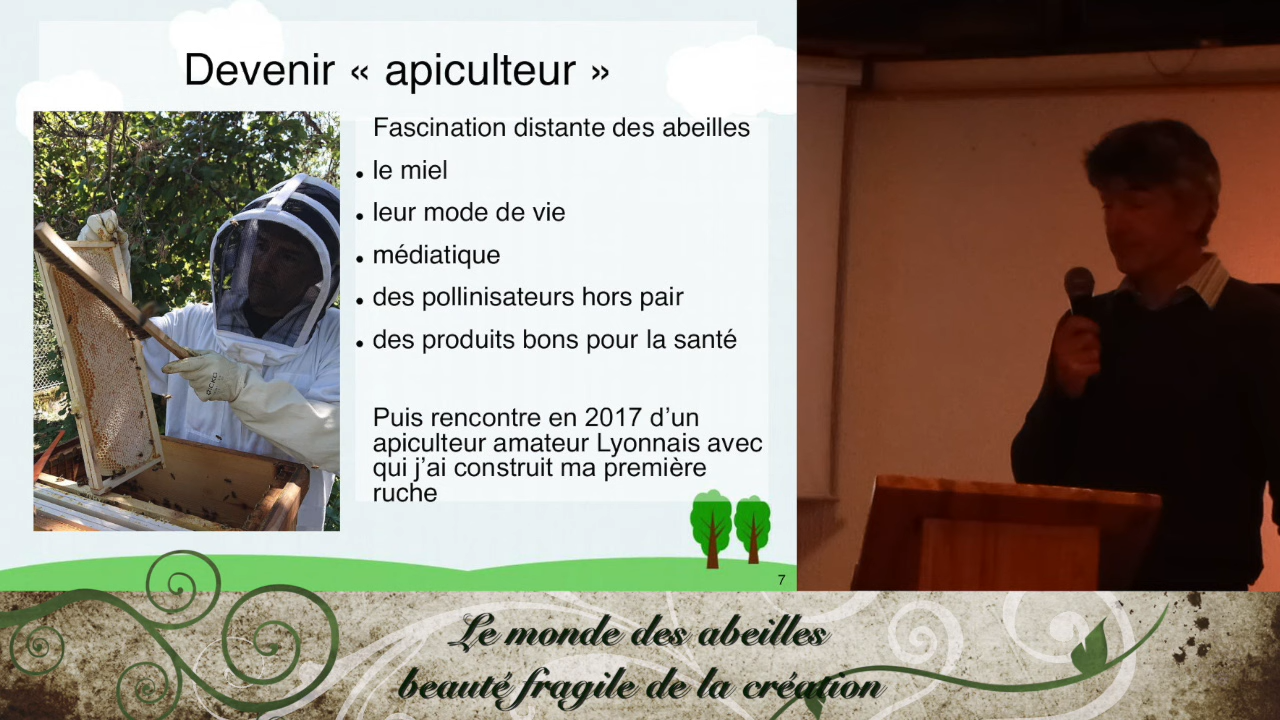 Devenir « apiculteur »
Fascination distante des abeilles
• le miel
• leur mode de vie
• médiatique
• des pollinisateurs hors pair
• des produits bons pour la santé
Puis rencontre en 2017 d’un
apiculteur amateur Lyonnais avec
qui j’ai construit ma première
ruche
7
Le monde des abeilles
beauté fragile de la création